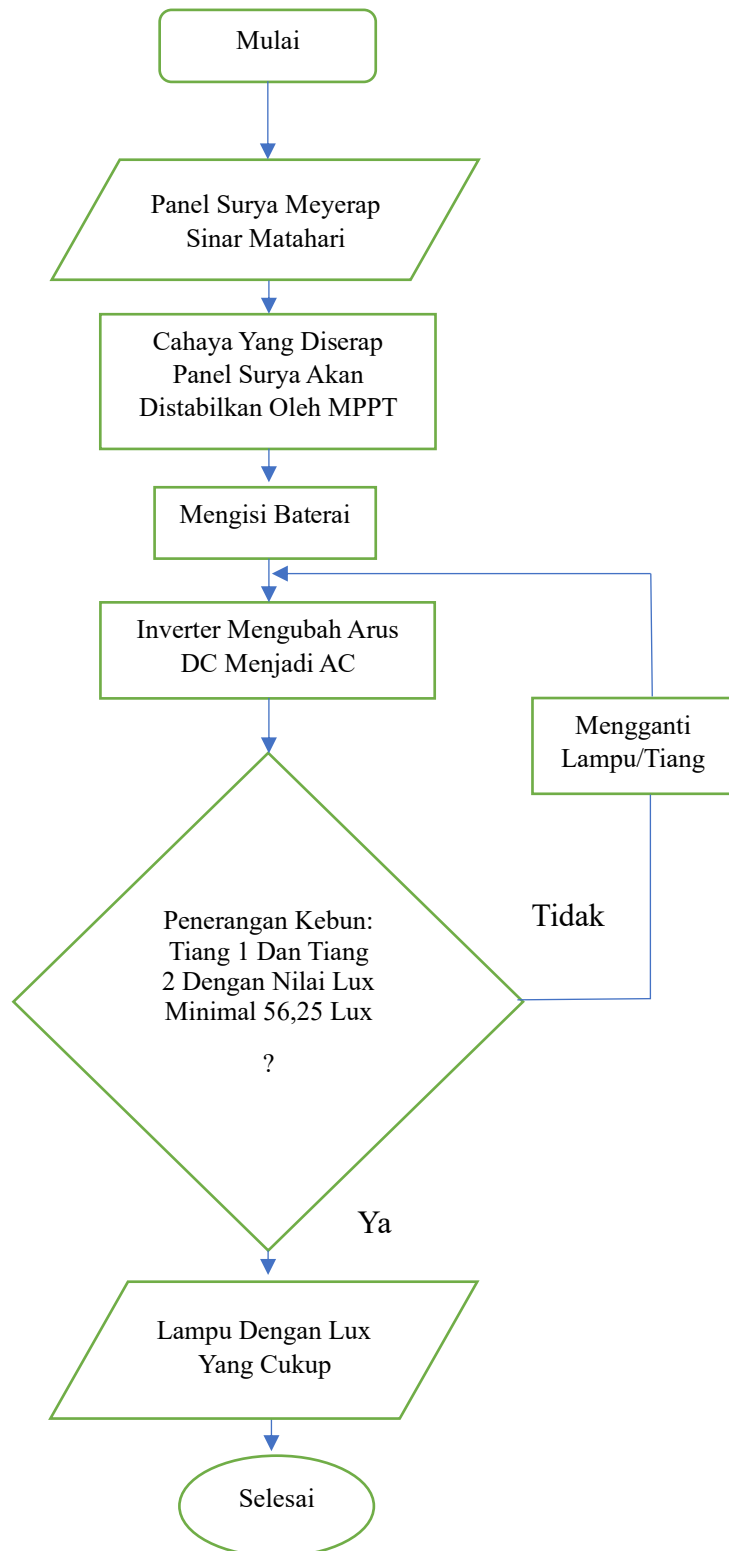 Mulai
Panel Surya Meyerap
Sinar Matahari
Cahaya Yang Diserap
Panel Surya Akan
Distabilkan Oleh MPPT
Mengisi Baterai
Inverter Mengubah Arus
DC Menjadi AC
Mengganti
Lampu/Tiang
Penerangan Kebun:
Tiang 1 Dan Tiang
2 Dengan Nilai Lux
Minimal 56,25 Lux
?
Tidak
Ya
Lampu Dengan Lux
Yang Cukup
Selesai